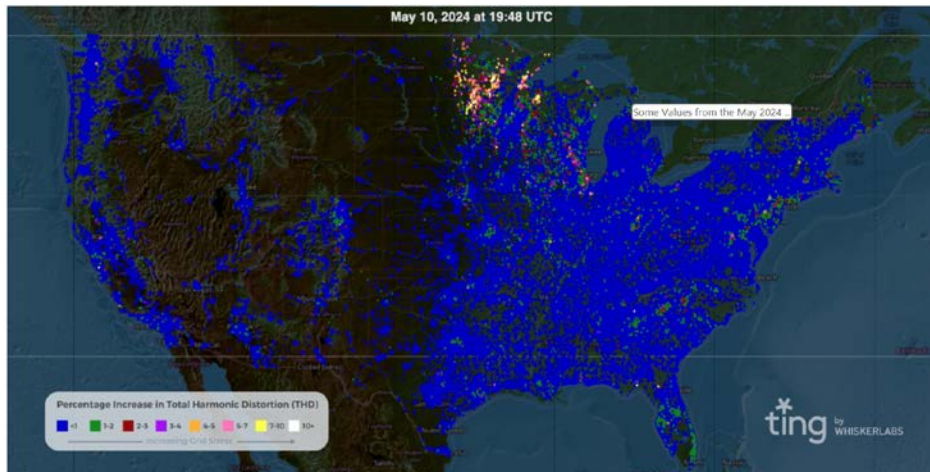 May 10, 2024 at 19:48 UTC
Some Values from the May 2024 ...
Percentage Increase in Total Harmonic Distortion (THD)
<1 1-2 2-3 3-4 4-5 5-7 7-10 10+
Increasing Grid Stress
ting by
WHISKERLABS